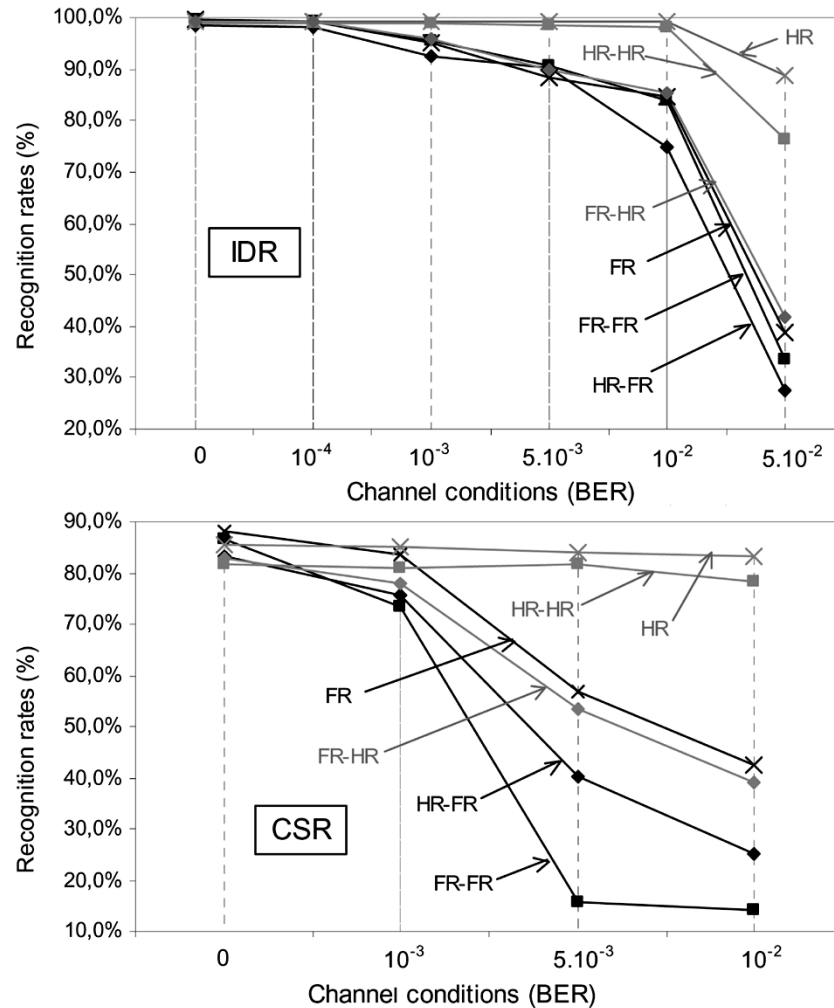 Recognition rates (%)
100,0%
90,0%
80,0%
70,0%
60,0%
50,0%
40,0%
30,0%
20,0%
HR-HR
HR
FR-HR
FR
FR-FR
HR-FR
IDR
0
10⁻⁴
10⁻³
5.10⁻³
10⁻²
5.10⁻²
Channel conditions (BER)
Recognition rates (%)
90,0%
80,0%
70,0%
60,0%
50,0%
40,0%
30,0%
20,0%
10,0%
HR-HR
HR
FR
FR-HR
HR-FR
FR-FR
CSR
0
10⁻³
5.10⁻³
10⁻²
Channel conditions (BER)